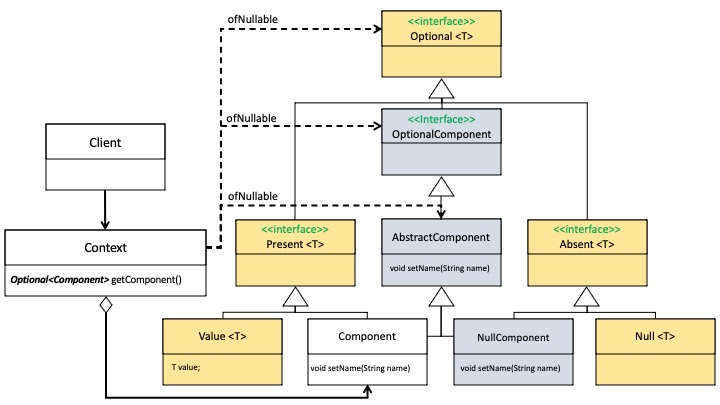 ofNullable
<<interface>>
Optional <T>
ofNullable
<<Interface>>
OptionalComponent
Client
ofNullable
Context
Optional<Component> getComponent()
<<interface>>
Present <T>
AbstractComponent
void setName(String name)
<<interface>>
Absent <T>
Value <T>
T value;
Component
void setName(String name)
NullComponent
void setName(String name)
Null <T>